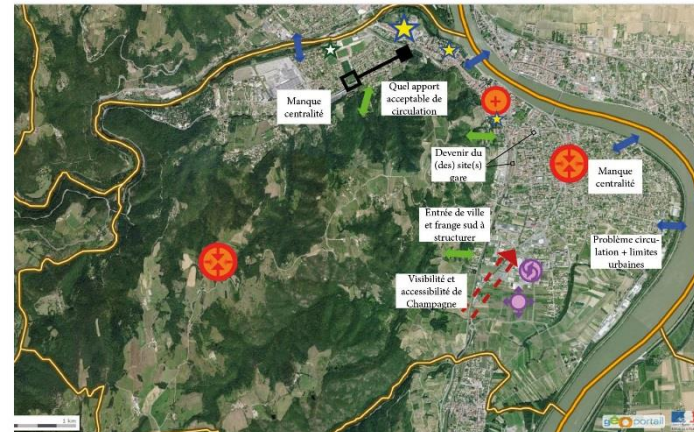 Manque
centralité
Quel apport
acceptable de
circulation
Devenir du
(des) site(s)
gare
Manque
centralité
Entrée de ville
et frange sud à
structurer
Problème circu-
lation + limites
urbaines
Visibilité et
accessibilité de
Champagne
1 km
géoportail